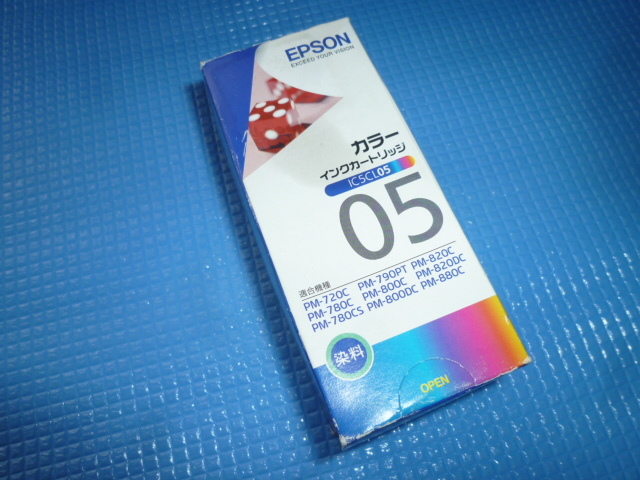 EPSON
EXCEED YOUR VISION
カラー
インクカートリッジ
IC5CL05
05
適合機種
PM-720C PM-790PT PM-820C
PM-780C PM-800C PM-820DC
PM-780CS PM-800DC PM-880C
染料
OPEN